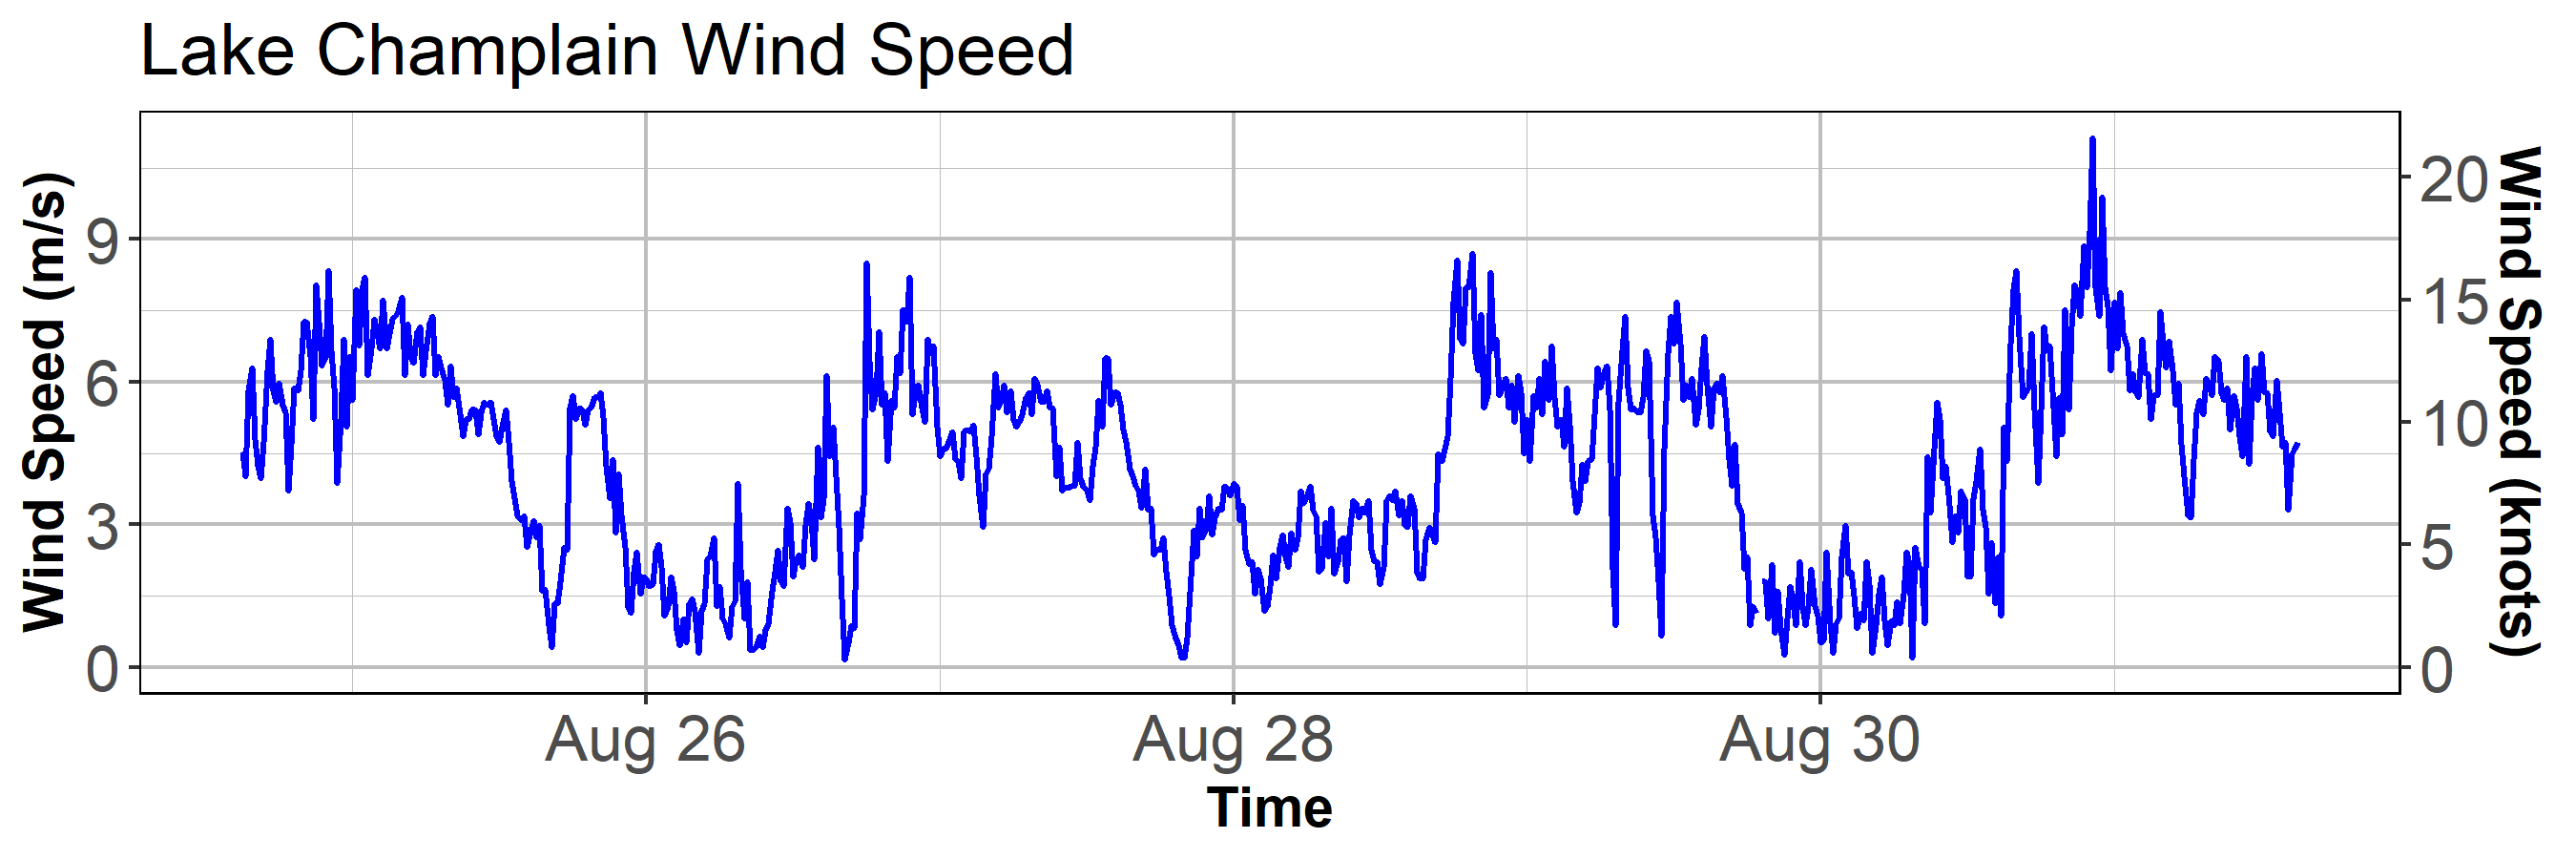 Lake Champlain Wind Speed
Wind Speed (m/s)
9
6
3
0
20
15
10
5
0
Wind Speed (knots)
Aug 26
Aug 28
Aug 30
Time